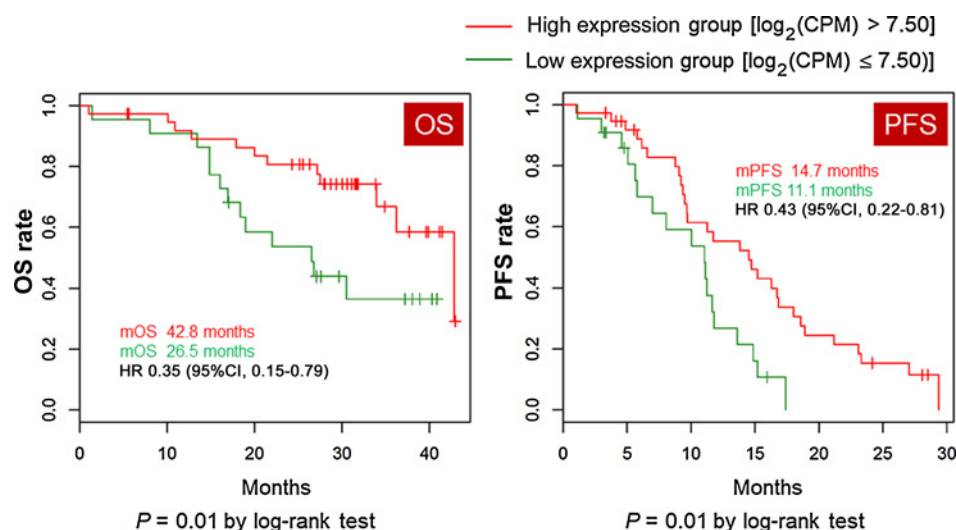 High expression group [log2(CPM) > 7.50]
Low expression group [log2(CPM) ≤ 7.50)]
OS
OS rate
1.0
0.8
0.6
0.4
0.2
0.0
mOS 42.8 months
mOS 26.5 months
HR 0.35 (95%CI, 0.15-0.79)
0 10 20 30 40
Months
P = 0.01 by log-rank test
PFS
PFS rate
1.0
0.8
0.6
0.4
0.2
0.0
mPFS 14.7 months
mPFS 11.1 months
HR 0.43 (95%CI, 0.22-0.81)
0 5 10 15 20 25 30
Months
P = 0.01 by log-rank test